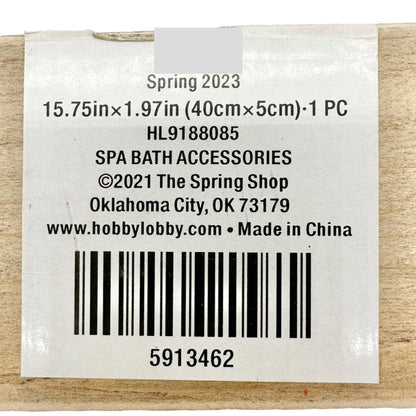 Spring 2023
15.75in×1.97in (40cm×5cm)·1 PC
HL9188085
SPA BATH ACCESSORIES
©2021 The Spring Shop
Oklahoma City, OK 73179
www.hobbylobby.com • Made in China
5913462